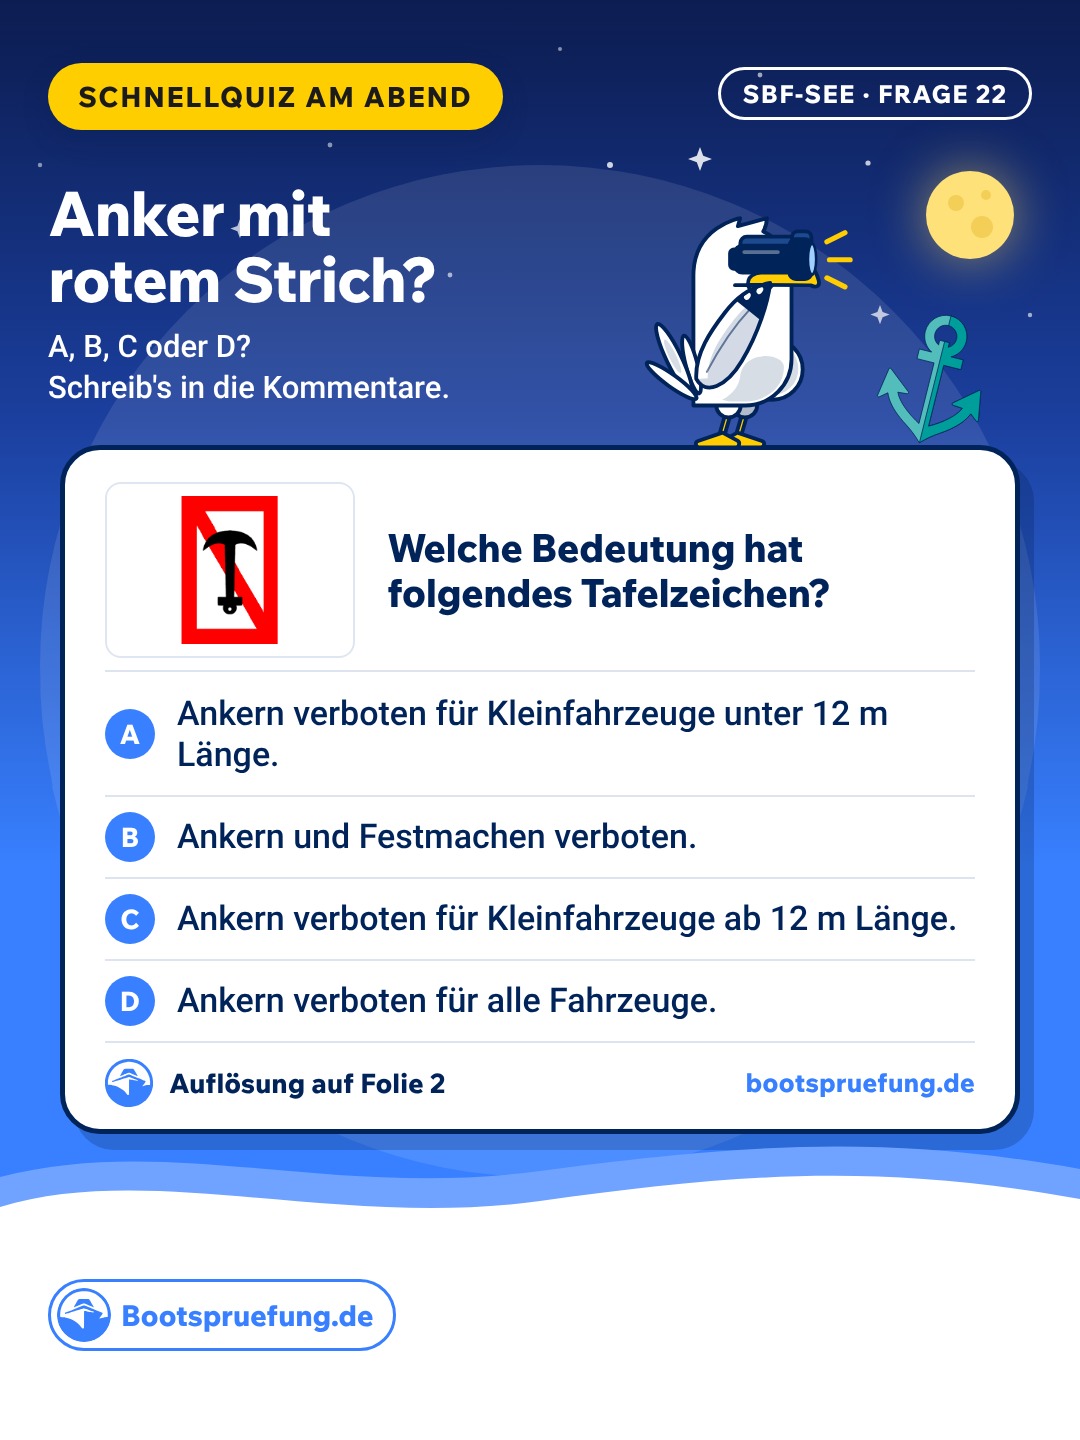 SCHNELLQUIZ AM ABEND
SBF-SEE · FRAGE 22
Anker mit
rotem Strich?
A, B, C oder D?
Schreib's in die Kommentare.
Welche Bedeutung hat
folgendes Tafelzeichen?
A Ankern verboten für Kleinfahrzeuge unter 12 m
Länge.
B Ankern und Festmachen verboten.
C Ankern verboten für Kleinfahrzeuge ab 12 m Länge.
D Ankern verboten für alle Fahrzeuge.
Auflösung auf Folie 2
bootspruefung.de
Bootspruefung.de